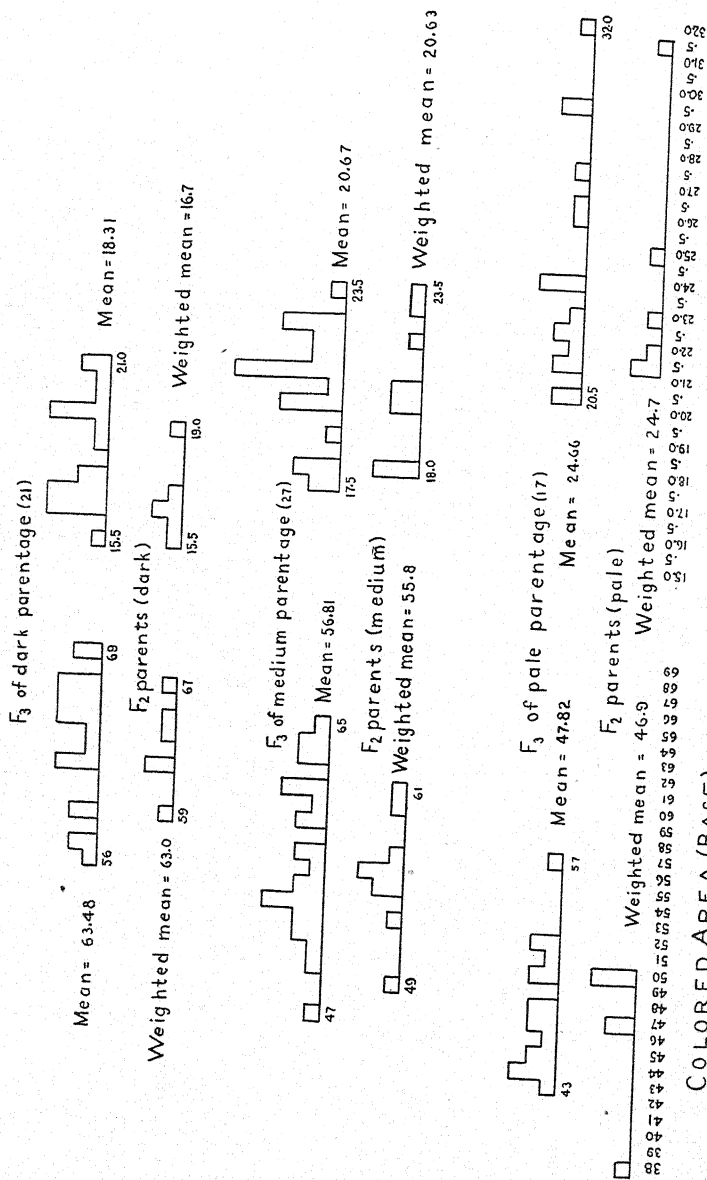 F3 of dark parentage (21)
Mean = 63.48
56
69
Mean = 18.31
15.5
21.0
F2 parents (dark)
Weighted mean = 63.0
59
67
Weighted mean = 16.7
15.5
19.0
F3 of medium parentage (27)
Mean = 56.81
47
65
Mean = 20.67
17.5
23.5
F2 parents (medium)
Weighted mean = 55.8
49
61
Weighted mean = 20.63
18.0
23.5
F3 of pale parentage (17)
Mean = 47.82
43
57
Mean = 24.66
20.5
32.0
F2 parents (pale)
Weighted mean = 46.9
Weighted mean = 24.7
38 39 40 41 42 43 44 45 46 47 48 49 50 51 52 53 54 55 56 57 58 59 60 61 62 63 64 65 66 67 68 69
15.0 .5 16.0 .5 17.0 .5 18.0 .5 19.0 .5 20.0 .5 21.0 .5 22.0 .5 23.0 .5 24.0 .5 25.0 .5 26.0 .5 27.0 .5 28.0 .5 29.0 .5 30.0 .5 31.0 .5 32.0
COLORED AREA (BASE)